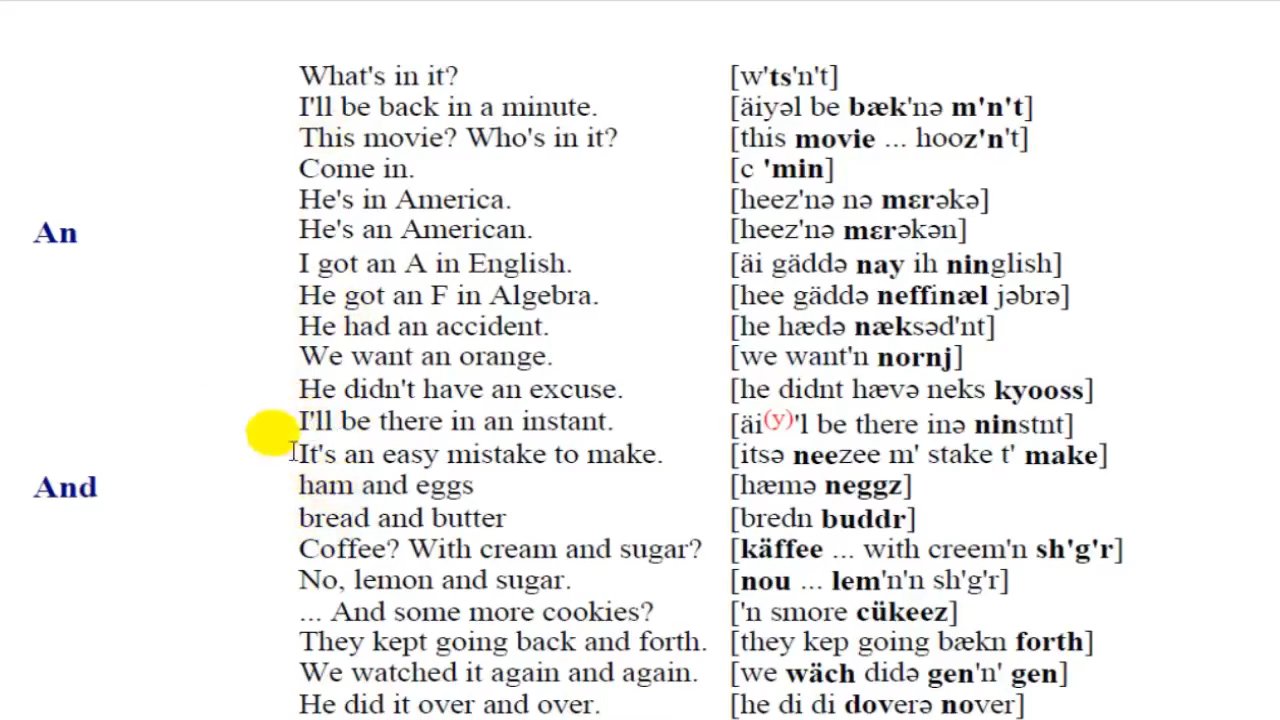 What's in it? [w'ts'n't]
I'll be back in a minute. [äiyəl be bæk'nə m'n't]
This movie? Who's in it? [this movie ... hooz'n't]
Come in. [c 'min]
He's in America. [heez'nə nə mɛrəkə]
An He's an American. [heez'nə mɛrəkən]
I got an A in English. [äi gäddə nay ih ninglish]
He got an F in Algebra. [hee gäddə neffinæl jəbrə]
He had an accident. [he hædə næksəd'nt]
We want an orange. [we want'n nornj]
He didn't have an excuse. [he didnt hævə neks kyooss]
I'll be there in an instant. [äi(y)'l be there inə ninstnt]
It's an easy mistake to make. [itsə neezee m' stake t' make]
And ham and eggs [hæmə neggz]
bread and butter [bredn buddr]
Coffee? With cream and sugar? [käffee ... with creem'n sh'g'r]
No, lemon and sugar. [nou ... lem'n'n sh'g'r]
... And some more cookies? ['n smore cükeez]
They kept going back and forth. [they kep going bækn forth]
We watched it again and again. [we wäch didə gen'n' gen]
He did it over and over. [he di di doverə nover]